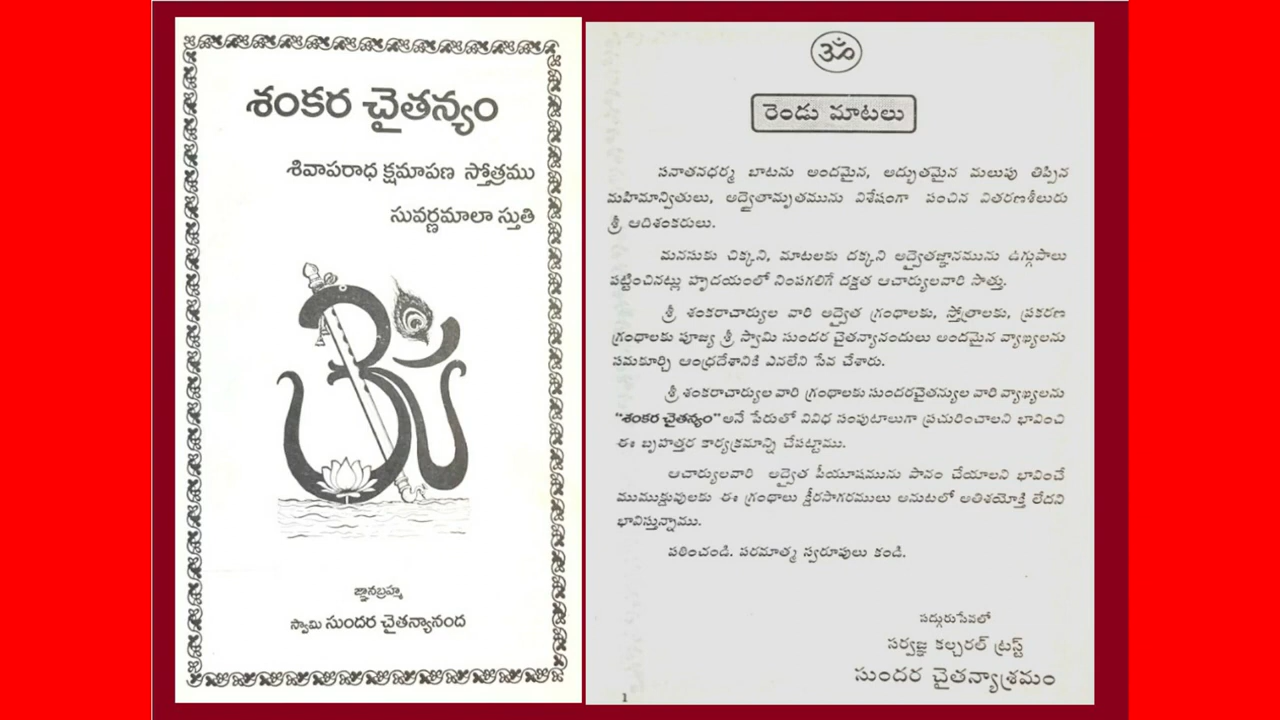 శంకర చైతన్యం
శివాపరాధ క్షమాపణ స్తోత్రము
సువర్ణమాలా స్తుతి
జ్ఞానబ్రహ్మ
స్వామి సుందర చైతన్యానంద
ॐ
రెండు మాటలు
సనాతనధర్మ బాటను అందమైన, అద్భుతమైన మలుపు త్రిప్పిన
మహిమాన్వితులు, అద్వైతామృతమును విశేషంగా పంచిన వితరణశీలురు
శ్రీ ఆదిశంకరులు.
మనసుకు చిక్కని, మాటలకు దక్కని అద్వైతజ్ఞానమును ఉగ్గుపాలు
పట్టించినట్లు హృదయంలో నింపగలిగే దక్షత ఆచార్యులవారి సొత్తు.
శ్రీ శంకరాచార్యుల వారి అద్వైత గ్రంథాలకు, స్తోత్రాలకు, ప్రకరణ
గ్రంథాలకు పూజ్య శ్రీ స్వామి సుందర చైతన్యానందులు అందమైన వ్యాఖ్యలను
సమకూర్చి ఆంధ్రదేశానికి ఎనలేని సేవ చేశారు.
శ్రీ శంకరాచార్యుల వారి గ్రంథాలకు సుందరచైతన్యుల వారి వ్యాఖ్యలను
"శంకర చైతన్యం" అనే పేరుతో వివిధ సంపుటాలుగా ప్రచురించాలని భావించి
ఈ బృహత్తర కార్యక్రమాన్ని చేపట్టాము.
ఆచార్యులవారి అద్వైత పీయూషమును పానం చేయాలని భావించే
ముముక్షువులకు ఈ గ్రంథాలు క్షీరసాగరములు అనుటలో అతిశయోక్తి లేదని
భావిస్తున్నాము.
పఠించండి. పరమాత్మ స్వరూపులు కండి.
సద్గురుసేవలో
సర్వజ్ఞ కల్చరల్ ట్రస్ట్
సుందర చైతన్యాశ్రమం
1